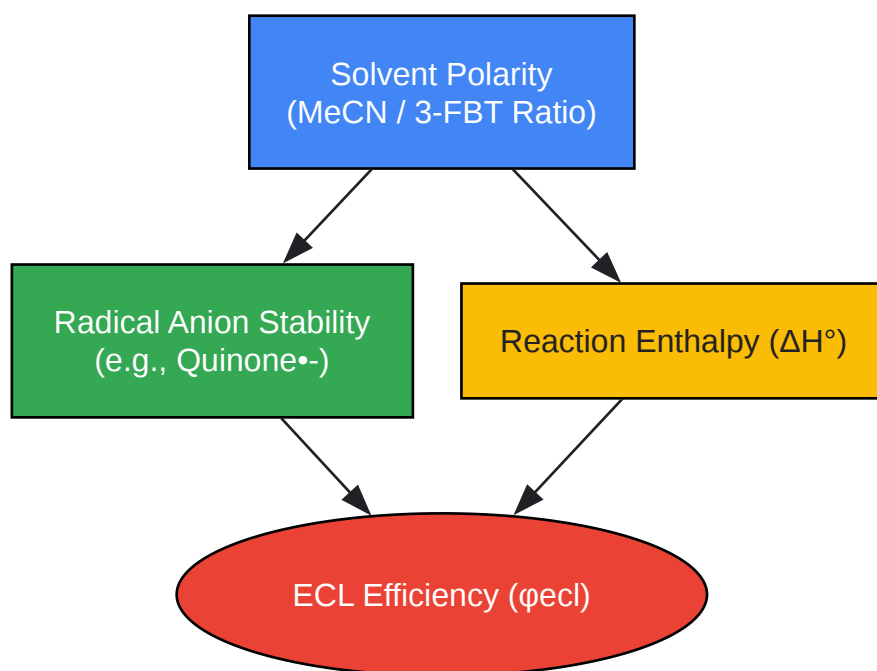 Solvent Polarity
(MeCN / 3-FBT Ratio)
Radical Anion Stability
(e.g., Quinone•-)
Reaction Enthalpy (ΔH°)
ECL Efficiency (φecl)